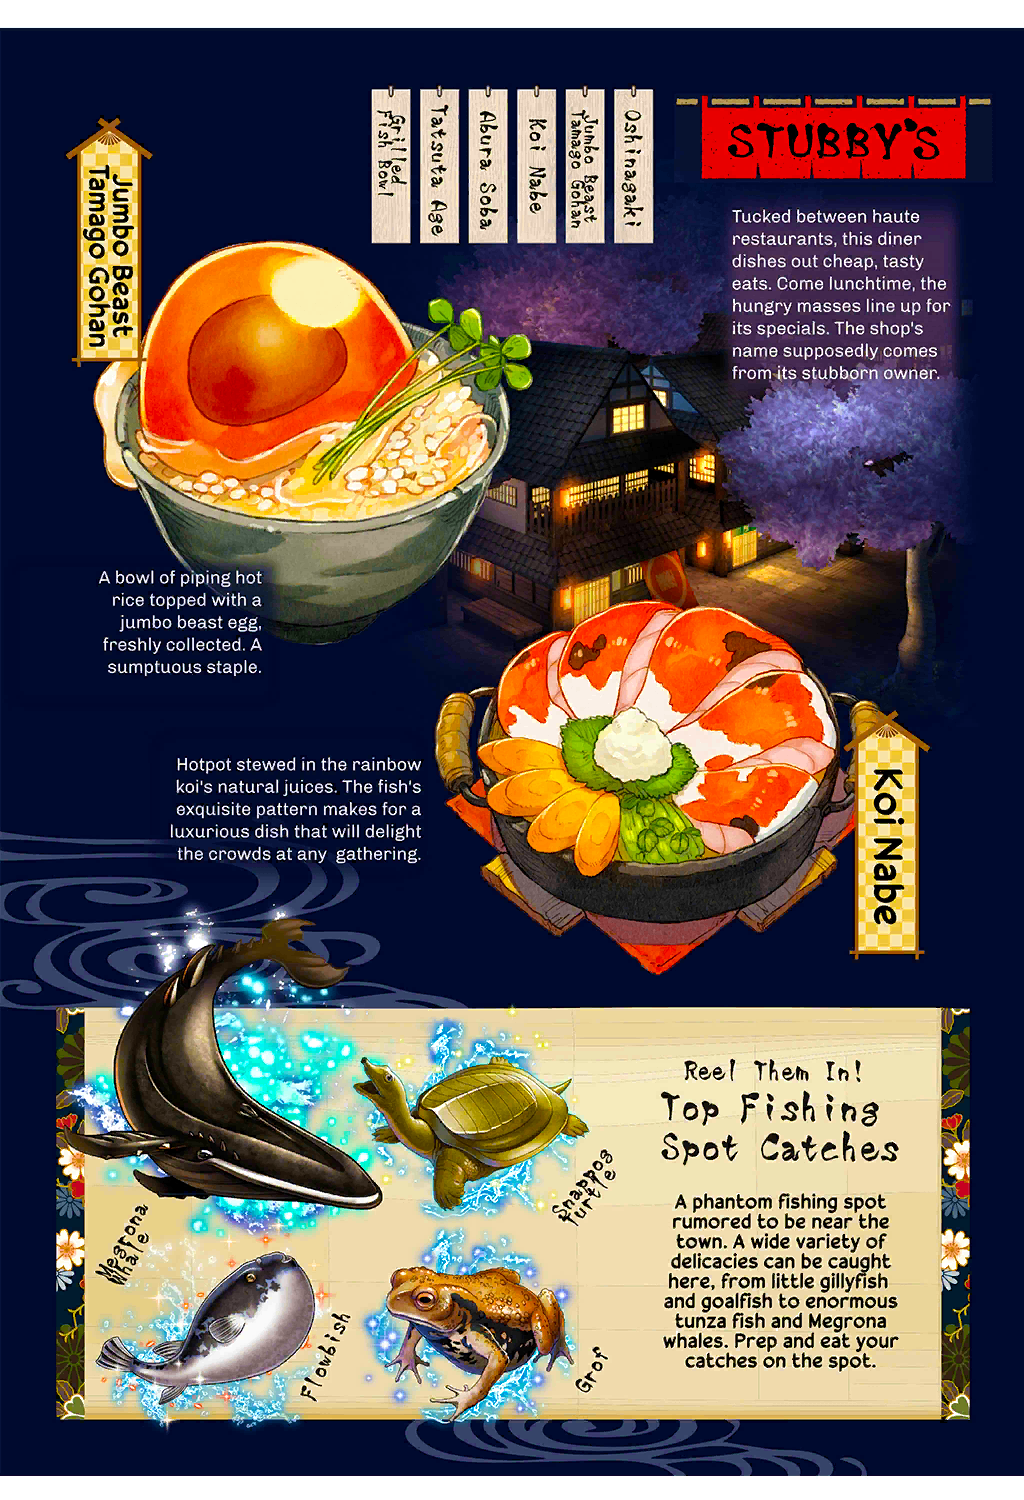 STUBBY'S
Tucked between haute
restaurants, this diner
dishes out cheap, tasty
eats. Come lunchtime, the
hungry masses line up for
its specials. The shop's
name supposedly comes
from its stubborn owner.
Oshinagaki
Jumbo Beast
Tamago Gohan
Koi Nabe
Abura Soba
Tatsuta Age
Grilled
Fish Bowl
Jumbo Beast
Tamago Gohan
A bowl of piping hot
rice topped with a
jumbo beast egg,
freshly collected. A
sumptuous staple.
Koi Nabe
Hotpot stewed in the rainbow
koi's natural juices. The fish's
exquisite pattern makes for a
luxurious dish that will delight
the crowds at any gathering.
Reel Them In!
Top Fishing
Spot Catches
A phantom fishing spot
rumored to be near the
town. A wide variety of
delicacies can be caught
here, from little gillyfish
and goalfish to enormous
tunza fish and Megrona
whales. Prep and eat your
catches on the spot.
Megrona
Whale
Snappos
Turtle
Flowbish
Grorf